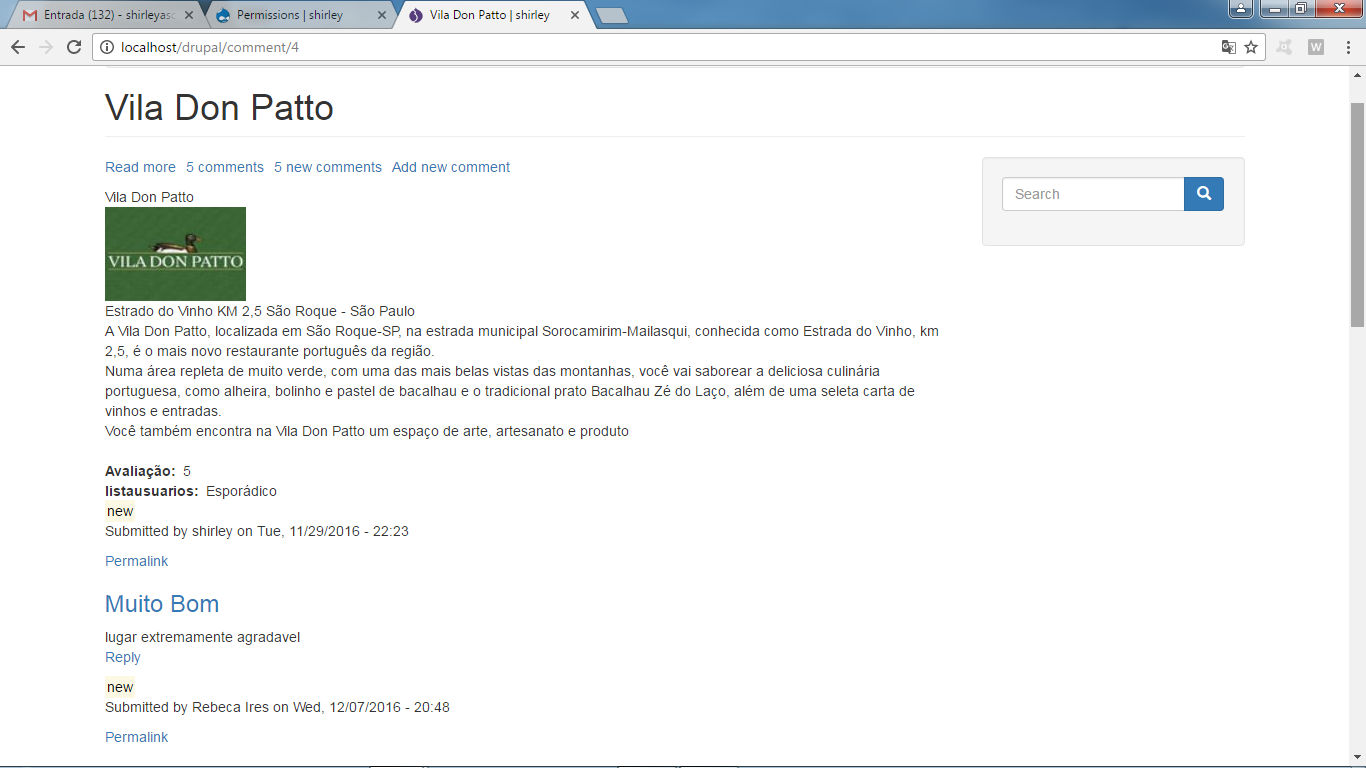 Entrada (132) - shirleyasc
Permissions | shirley
Vila Don Patto | shirley
localhost/drupal/comment/4
W
Vila Don Patto
Read more 5 comments 5 new comments Add new comment
Search
Vila Don Patto
VILA DON PATTO
Estrado do Vinho KM 2,5 São Roque - São Paulo
A Vila Don Patto, localizada em São Roque-SP, na estrada municipal Sorocamirim-Mailasqui, conhecida como Estrada do Vinho, km
2,5, é o mais novo restaurante português da região.
Numa área repleta de muito verde, com uma das mais belas vistas das montanhas, você vai saborear a deliciosa culinária
portuguesa, como alheira, bolinho e pastel de bacalhau e o tradicional prato Bacalhau Zé do Laço, além de uma seleta carta de
vinhos e entradas.
Você também encontra na Vila Don Patto um espaço de arte, artesanato e produto
Avaliação: 5
listausuarios: Esporádico
new
Submitted by shirley on Tue, 11/29/2016 - 22:23
Permalink
Muito Bom
lugar extremamente agradavel
Reply
new
Submitted by Rebeca Ires on Wed, 12/07/2016 - 20:48
Permalink